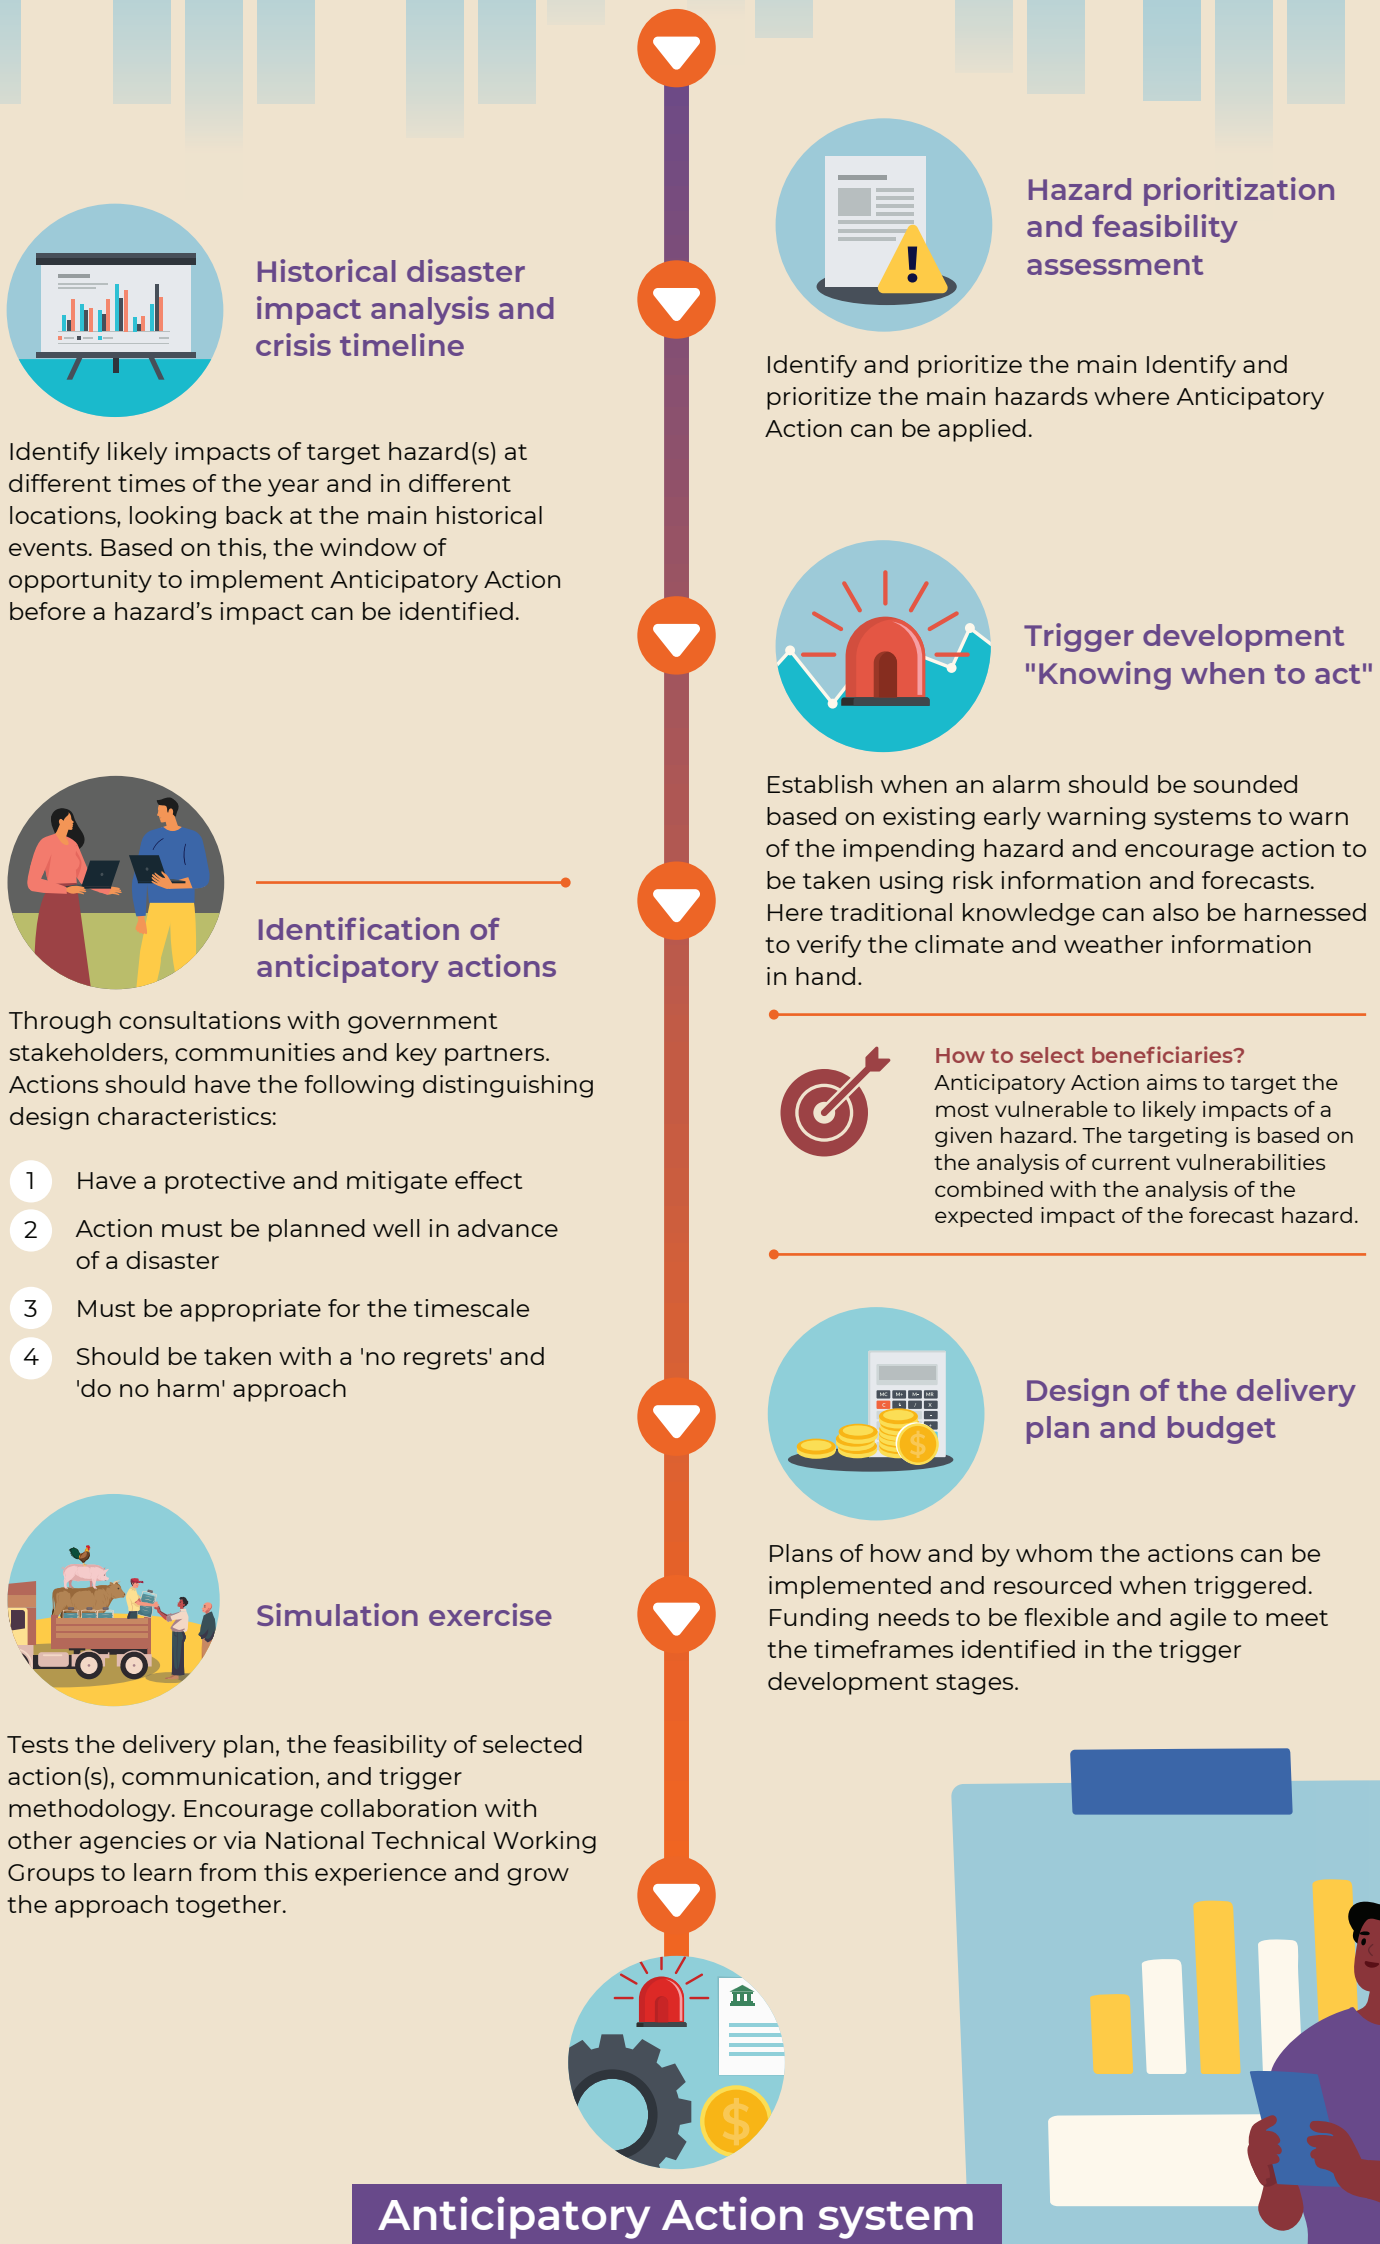 Hazard prioritization
and feasibility
assessment
Identify and prioritize the main Identify and
prioritize the main hazards where Anticipatory
Action can be applied.
Historical disaster
impact analysis and
crisis timeline
Identify likely impacts of target hazard(s) at
different times of the year and in different
locations, looking back at the main historical
events. Based on this, the window of
opportunity to implement Anticipatory Action
before a hazard’s impact can be identified.
Trigger development
"Knowing when to act"
Establish when an alarm should be sounded
based on existing early warning systems to warn
of the impending hazard and encourage action to
be taken using risk information and forecasts.
Here traditional knowledge can also be harnessed
to verify the climate and weather information
in hand.
Identification of
anticipatory actions
Through consultations with government
stakeholders, communities and key partners.
Actions should have the following distinguishing
design characteristics:
1 Have a protective and mitigate effect
2 Action must be planned well in advance
of a disaster
3 Must be appropriate for the timescale
4 Should be taken with a 'no regrets' and
'do no harm' approach
How to select beneficiaries?
Anticipatory Action aims to target the
most vulnerable to likely impacts of a
given hazard. The targeting is based on
the analysis of current vulnerabilities
combined with the analysis of the
expected impact of the forecast hazard.
Design of the delivery
plan and budget
MC M+ M- MR
Plans of how and by whom the actions can be
implemented and resourced when triggered.
Funding needs to be flexible and agile to meet
the timeframes identified in the trigger
development stages.
Simulation exercise
Tests the delivery plan, the feasibility of selected
action(s), communication, and trigger
methodology. Encourage collaboration with
other agencies or via National Technical Working
Groups to learn from this experience and grow
the approach together.
Anticipatory Action system